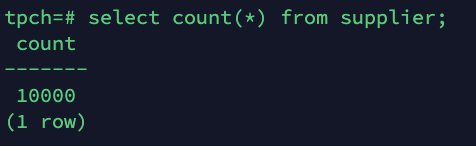 tpch=# select count(*) from supplier;
 count
-------
 10000
(1 row)